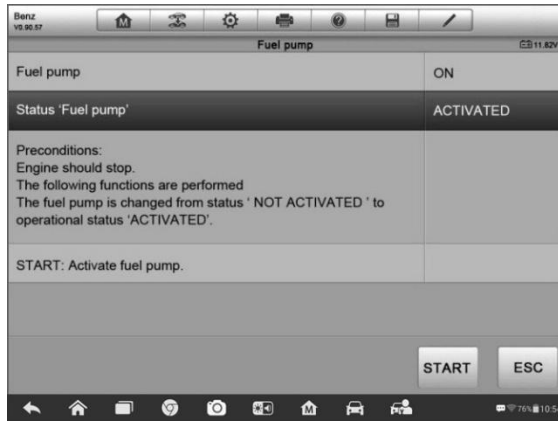 Benz
V0.90.57
Fuel pump
11.82V
Fuel pump ON
Status 'Fuel pump' ACTIVATED
Preconditions:
Engine should stop.
The following functions are performed
The fuel pump is changed from status ' NOT ACTIVATED ' to
operational status 'ACTIVATED'.
START: Activate fuel pump.
START ESC
76% 10:5